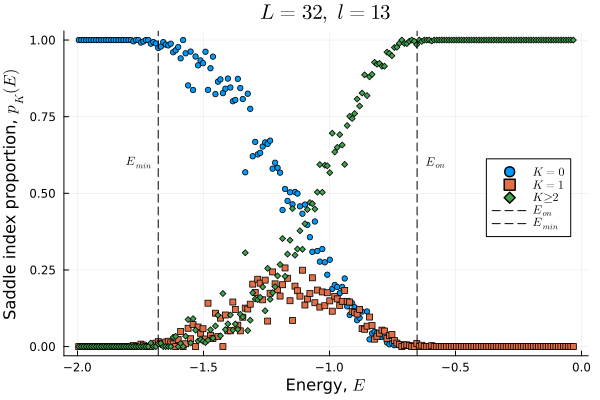 L = 32, l = 13
Saddle index proportion, p_K(E)
1.00
0.75
0.50
0.25
0.00
E_min
E_on
K = 0
K = 1
K ≥ 2
E_on
E_min
−2.0 −1.5 −1.0 −0.5 0.0
Energy, E